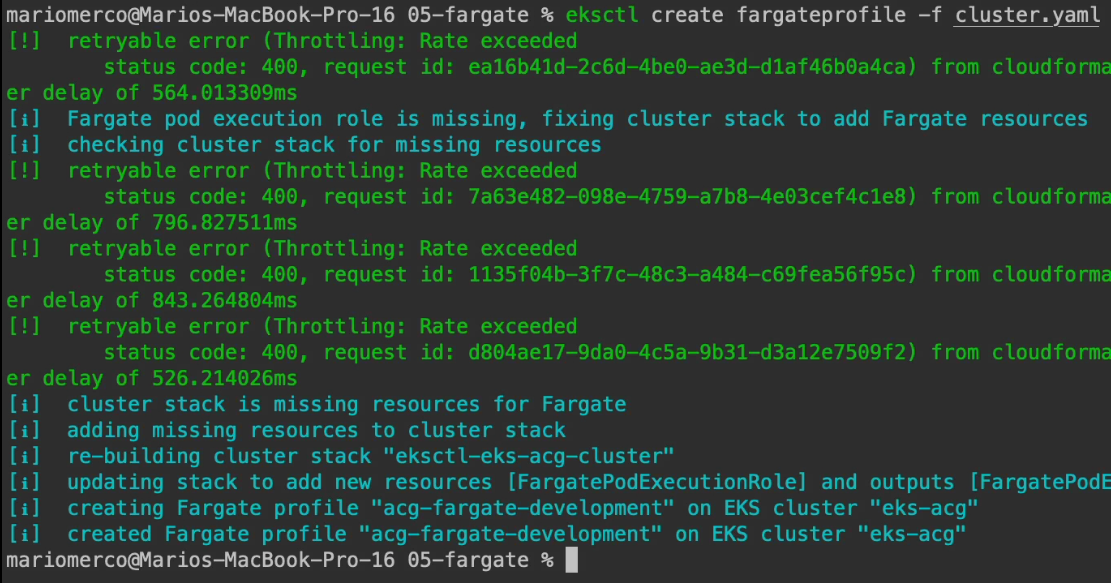 mariomerco@Marios-MacBook-Pro-16 05-fargate % eksctl create fargateprofile -f cluster.yaml
[!]  retryable error (Throttling: Rate exceeded
        status code: 400, request id: ea16b41d-2c6d-4be0-ae3d-d1af46b0a4ca) from cloudforma
er delay of 564.013309ms
[i]  Fargate pod execution role is missing, fixing cluster stack to add Fargate resources
[i]  checking cluster stack for missing resources
[!]  retryable error (Throttling: Rate exceeded
        status code: 400, request id: 7a63e482-098e-4759-a7b8-4e03cef4c1e8) from cloudforma
er delay of 796.827511ms
[!]  retryable error (Throttling: Rate exceeded
        status code: 400, request id: 1135f04b-3f7c-48c3-a484-c69fea56f95c) from cloudforma
er delay of 843.264804ms
[!]  retryable error (Throttling: Rate exceeded
        status code: 400, request id: d804ae17-9da0-4c5a-9b31-d3a12e7509f2) from cloudforma
er delay of 526.214026ms
[i]  cluster stack is missing resources for Fargate
[i]  adding missing resources to cluster stack
[i]  re-building cluster stack "eksctl-eks-acg-cluster"
[i]  updating stack to add new resources [FargatePodExecutionRole] and outputs [FargatePodE
[i]  creating Fargate profile "acg-fargate-development" on EKS cluster "eks-acg"
[i]  created Fargate profile "acg-fargate-development" on EKS cluster "eks-acg"
mariomerco@Marios-MacBook-Pro-16 05-fargate %